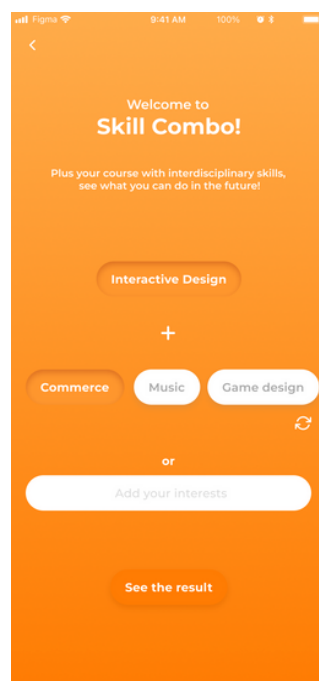 Figma 9:41 AM 100%
Welcome to
Skill Combo!
Plus your course with interdisciplinary skills,
see what you can do in the future!
Interactive Design
+
Commerce Music Game design
or
Add your interests
See the result